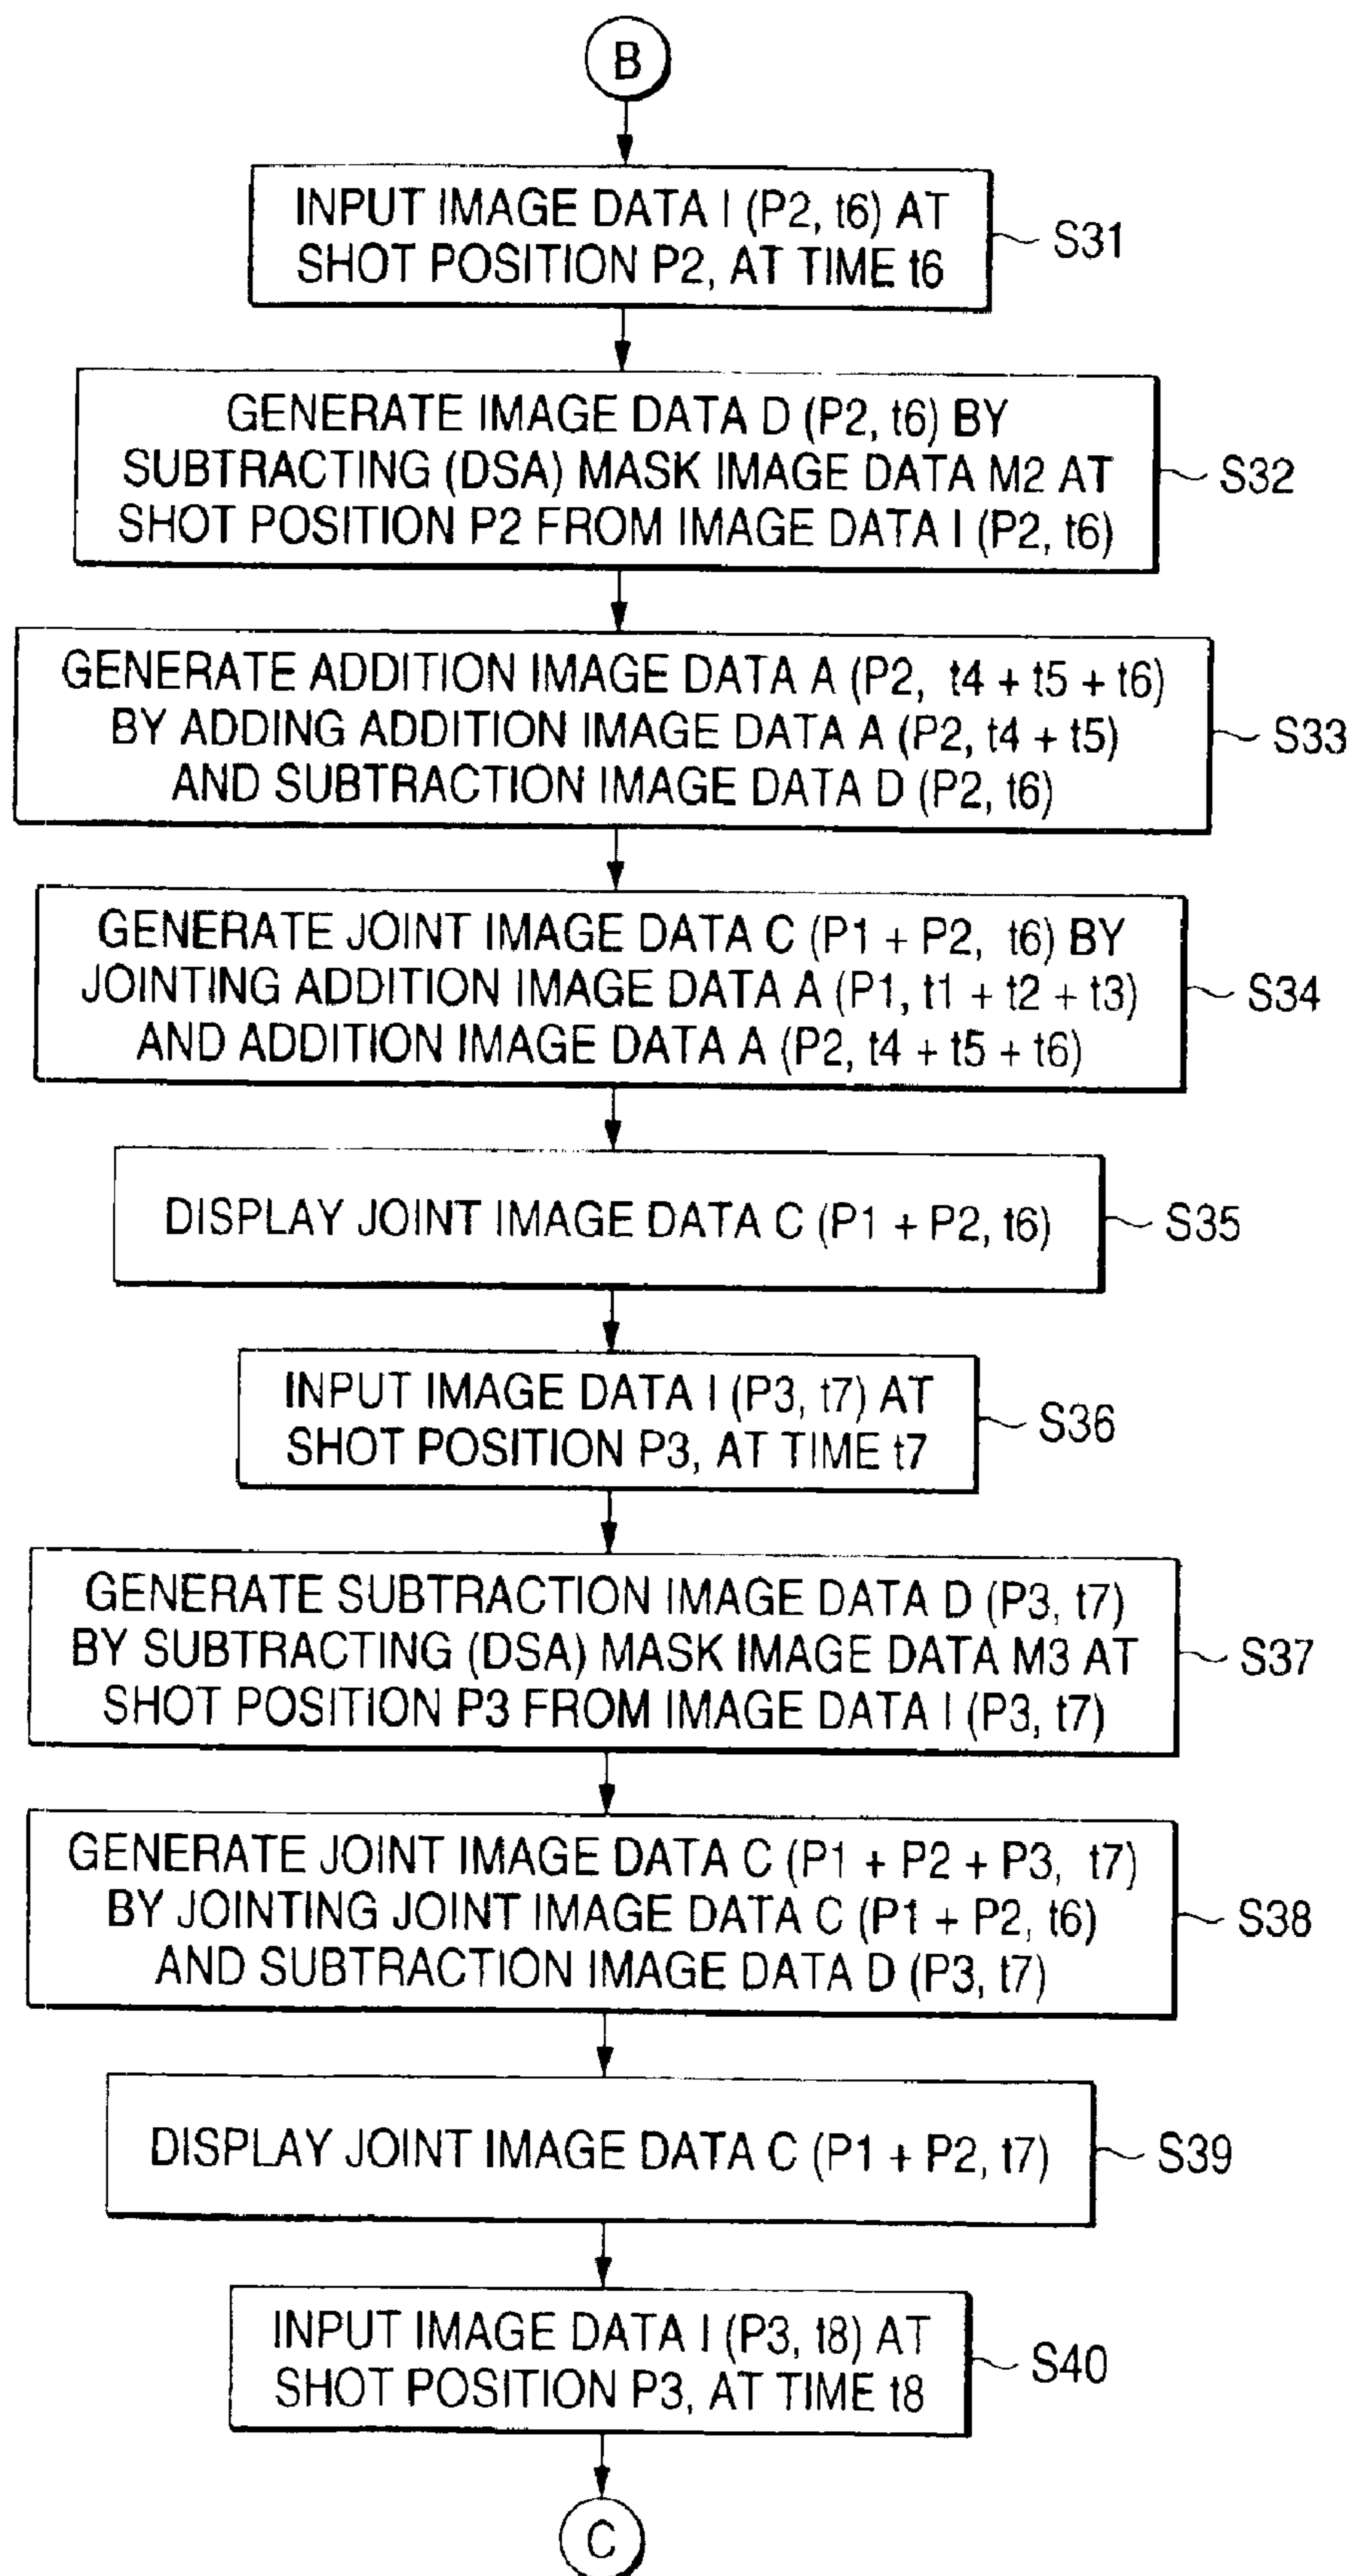 B
INPUT IMAGE DATA I (P2, t6) AT
SHOT POSITION P2, AT TIME t6
S31
GENERATE IMAGE DATA D (P2, t6) BY
SUBTRACTING (DSA) MASK IMAGE DATA M2 AT
SHOT POSITION P2 FROM IMAGE DATA I (P2, t6)
S32
GENERATE ADDITION IMAGE DATA A (P2, t4 + t5 + t6)
BY ADDING ADDITION IMAGE DATA A (P2, t4 + t5)
AND SUBTRACTION IMAGE DATA D (P2, t6)
S33
GENERATE JOINT IMAGE DATA C (P1 + P2, t6) BY
JOINTING ADDITION IMAGE DATA A (P1, t1 + t2 + t3)
AND ADDITION IMAGE DATA A (P2, t4 + t5 + t6)
S34
DISPLAY JOINT IMAGE DATA C (P1 + P2, t6)
S35
INPUT IMAGE DATA I (P3, t7) AT
SHOT POSITION P3, AT TIME t7
S36
GENERATE SUBTRACTION IMAGE DATA D (P3, t7)
BY SUBTRACTING (DSA) MASK IMAGE DATA M3 AT
SHOT POSITION P3 FROM IMAGE DATA I (P3, t7)
S37
GENERATE JOINT IMAGE DATA C (P1 + P2 + P3, t7)
BY JOINTING JOINT IMAGE DATA C (P1 + P2, t6)
AND SUBTRACTION IMAGE DATA D (P3, t7)
S38
DISPLAY JOINT IMAGE DATA C (P1 + P2, t7)
S39
INPUT IMAGE DATA I (P3, t8) AT
SHOT POSITION P3, AT TIME t8
S40
C